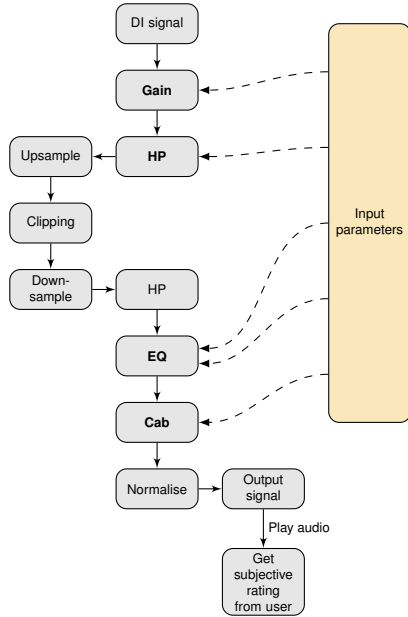 DI signal
Gain
HP
Upsample
Clipping
Down-
sample
HP
EQ
Cab
Normalise
Output
signal
Play audio
Get
subjective
rating
from user
Input
parameters